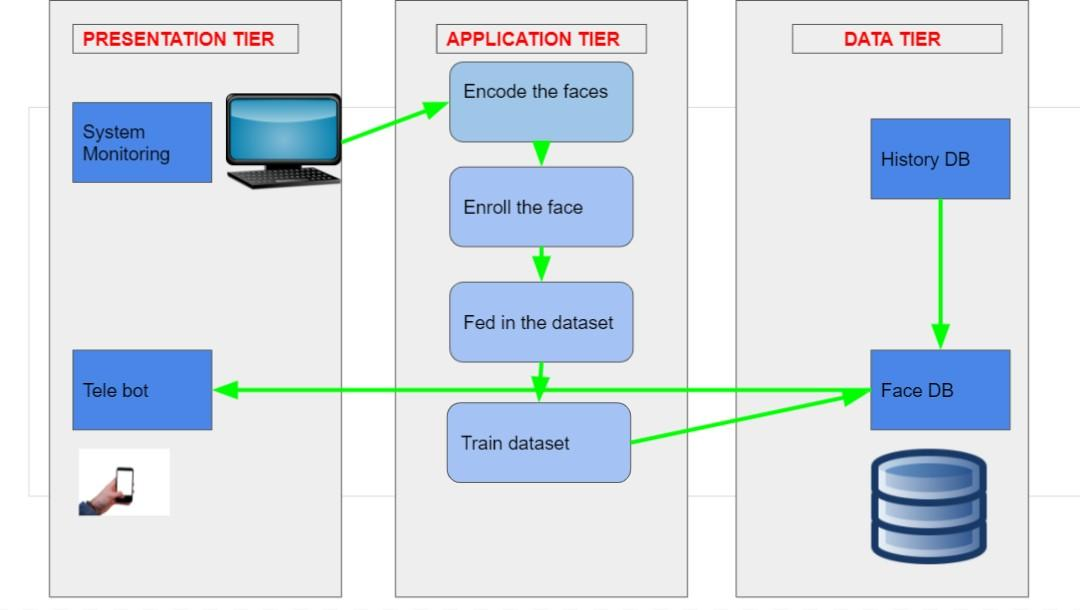 PRESENTATION TIER
System
Monitoring
Tele bot
APPLICATION TIER
Encode the faces
Enroll the face
Fed in the dataset
Train dataset
DATA TIER
History DB
Face DB